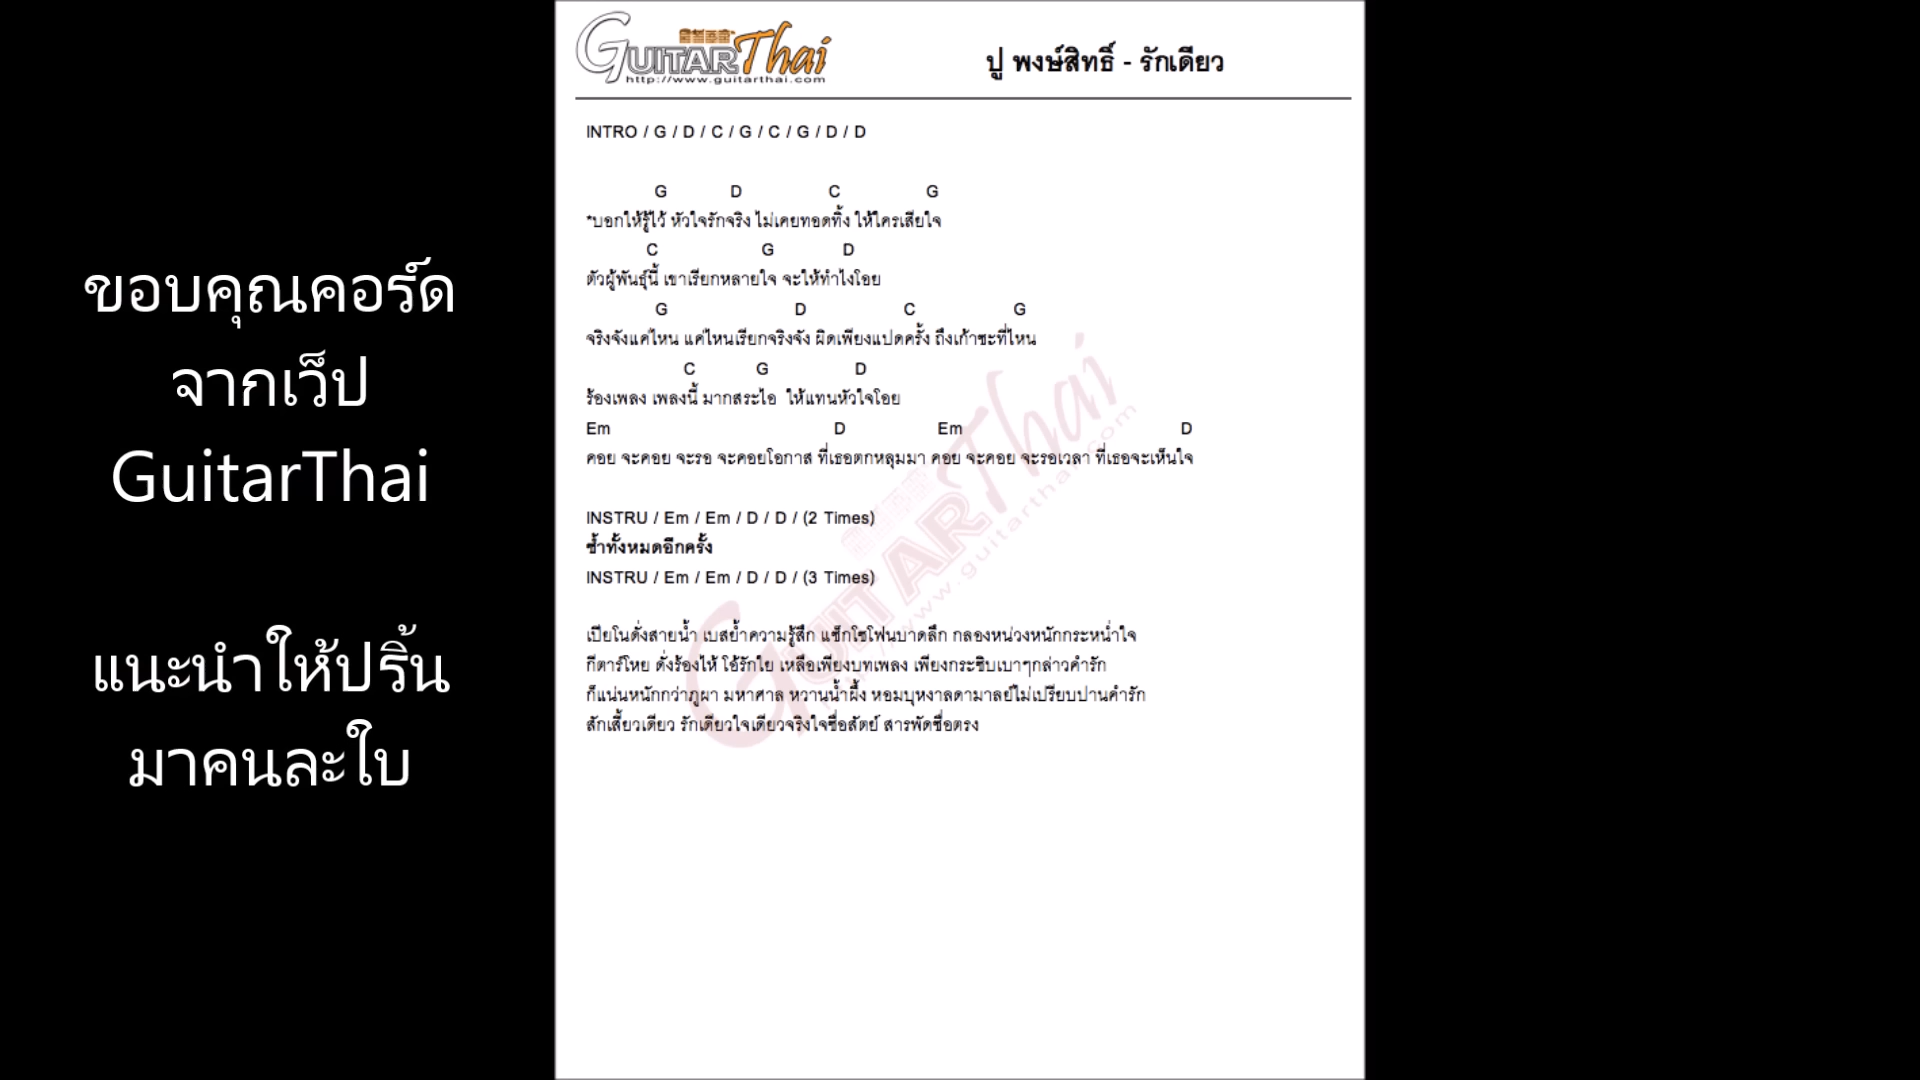 ขอบคุณคอร์ด
จากเว็ป
GuitarThai
แนะนำให้ปริ้น
มาคนละใบ
GUITARThai
http://www.guitarthai.com
ปู พงษ์สิทธิ์ - รักเดียว
INTRO / G / D / C / G / C / G / D / D
G D C G
*บอกให้รู้ไว้ หัวใจรักจริง ไม่เคยทอดทิ้ง ให้ใครเสียใจ
C G D
ตัวผู้พันธุ์นี้ เขาเรียกหลายใจ จะให้ทำไงโอย
G D C G
จริงจังแค่ไหน แค่ไหนเรียกจริงจัง ผิดเพียงแปดครั้ง ถึงเก้าซะที่ไหน
C G D
ร้องเพลง เพลงนี้ มากสระไอ ให้แทนหัวใจโอย
Em D Em D
คอย จะคอย จะรอ จะคอยโอกาส ที่เธอตกหลุมมา คอย จะคอย จะรอเวลา ที่เธอจะเห็นใจ
INSTRU / Em / Em / D / D / (2 Times)
ซ้ำทั้งหมดอีกครั้ง
INSTRU / Em / Em / D / D / (3 Times)
เปียโนดั่งสายน้ำ เบสย้ำความรู้สึก แซ็กโซโฟนบาดลึก กลองหน่วงหนักกระหน่ำใจ
กีตาร์โหย ดั่งร้องไห้ โอ้รักใย เหลือเพียงบทเพลง เพียงกระซิบเบาๆกล่าวคำรัก
ก็แน่นหนักกว่าภูผา มหาศาล หวานน้ำผึ้ง หอมบุหงาลดามาลย์ไม่เปรียบปานคำรัก
สักเสี้ยวเดียว รักเดียวใจเดียวจริงใจซื่อสัตย์ สารพัดซื่อตรง
GUITARThai
www.guitarthai.com